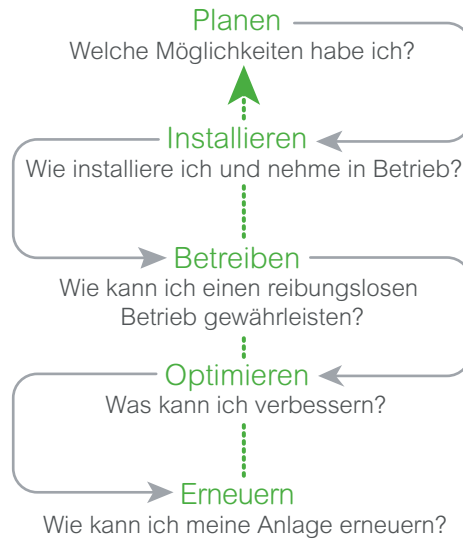 Planen
Welche Möglichkeiten habe ich?
Installieren
Wie installiere ich und nehme in Betrieb?
Betreiben
Wie kann ich einen reibungslosen
Betrieb gewährleisten?
Optimieren
Was kann ich verbessern?
Erneuern
Wie kann ich meine Anlage erneuern?